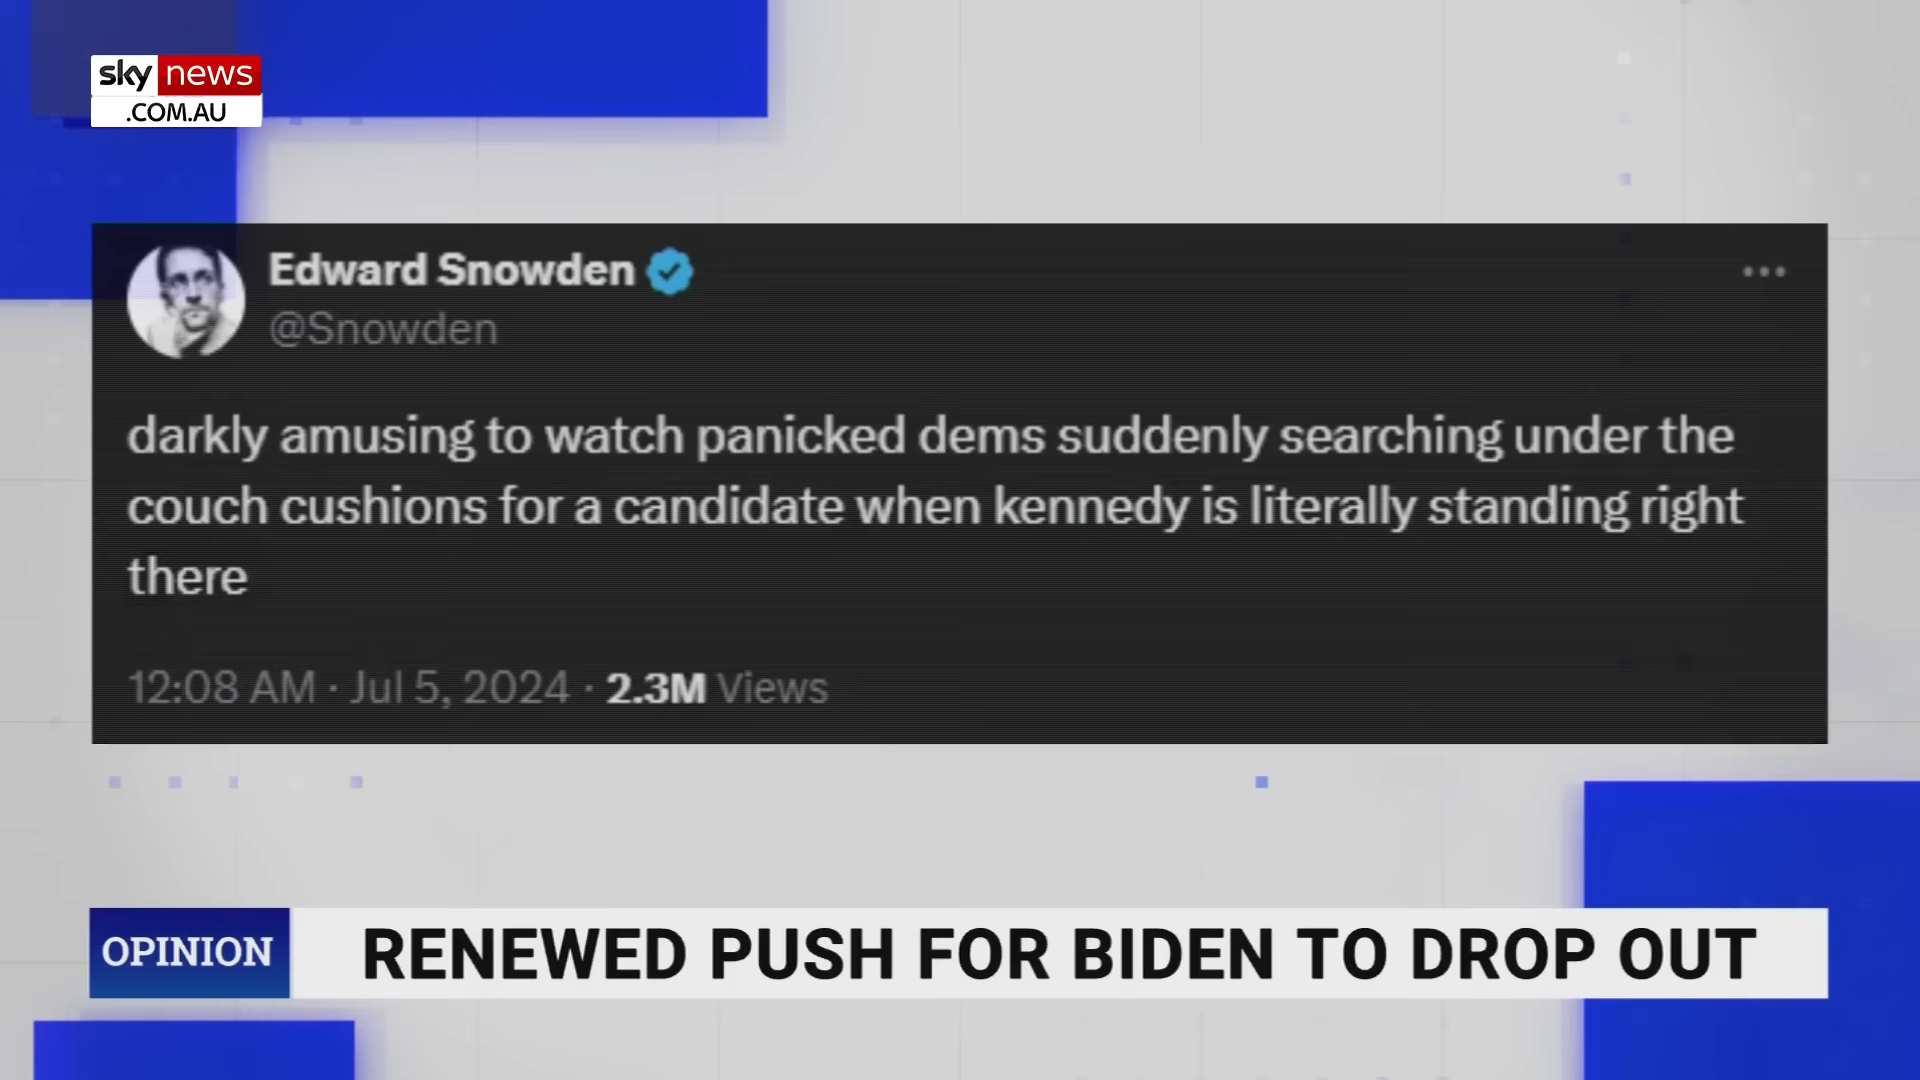 sky news
.COM.AU
Edward Snowden
@Snowden
darkly amusing to watch panicked dems suddenly searching under the
couch cushions for a candidate when kennedy is literally standing right
there
12:08 AM · Jul 5, 2024 · 2.3M Views
OPINION RENEWED PUSH FOR BIDEN TO DROP OUT